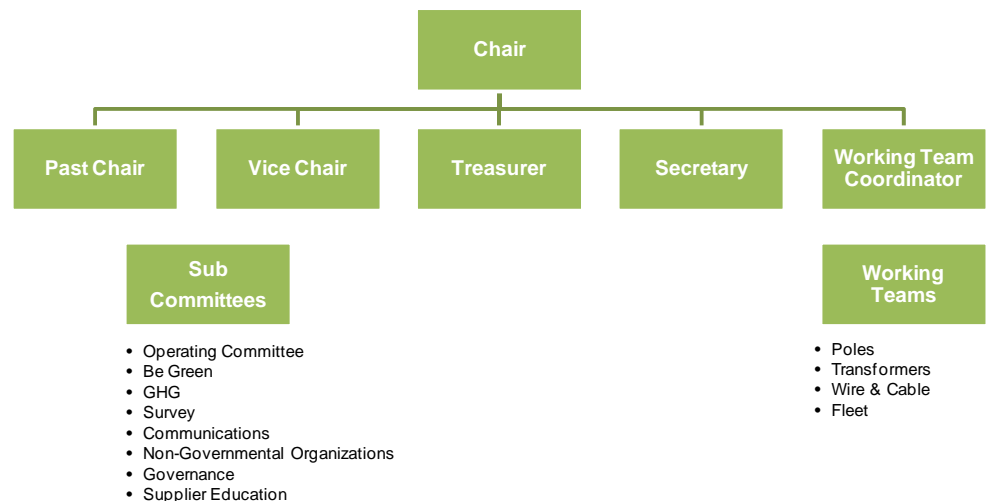 Chair
Past Chair
Vice Chair
Treasurer
Secretary
Working Team
Coordinator
Sub
Committees
Working
Teams
• Operating Committee
• Be Green
• GHG
• Survey
• Communications
• Non-Governmental Organizations
• Governance
• Supplier Education
• Poles
• Transformers
• Wire & Cable
• Fleet